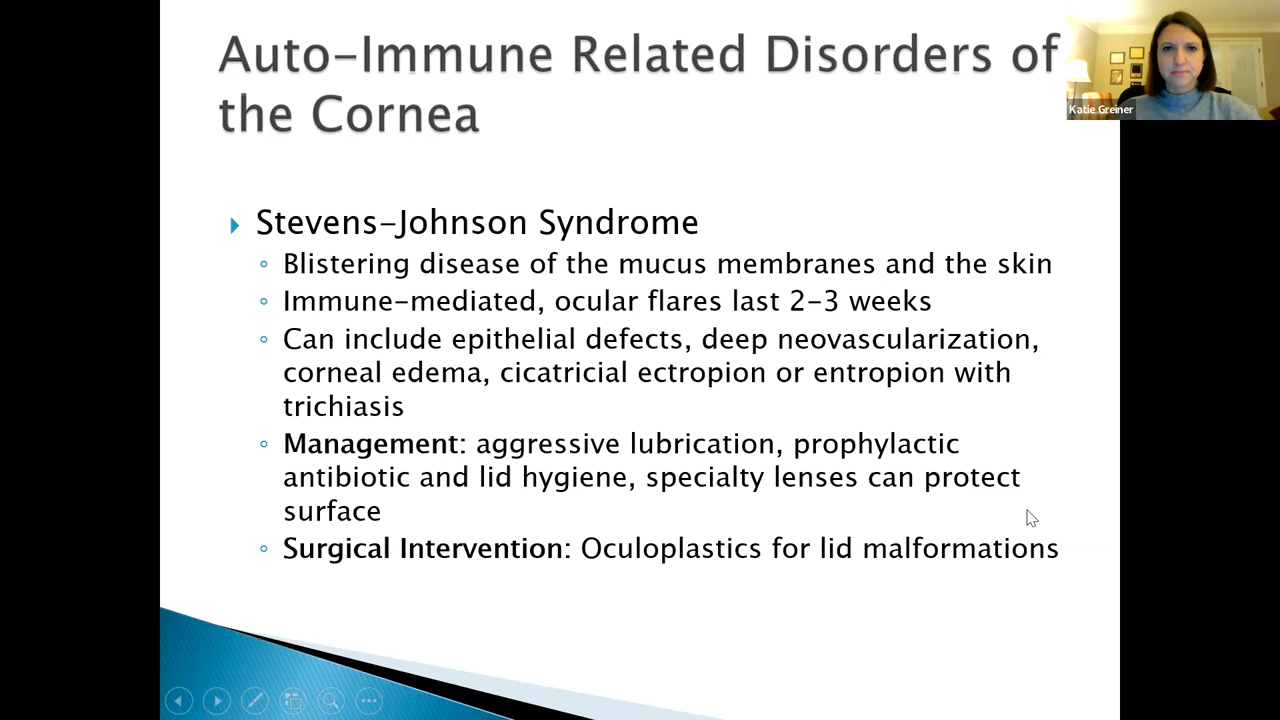 Auto-Immune Related Disorders of
the Cornea
Katie Greiner
Stevens-Johnson Syndrome
Blistering disease of the mucus membranes and the skin
Immune-mediated, ocular flares last 2-3 weeks
Can include epithelial defects, deep neovascularization,
corneal edema, cicatricial ectropion or entropion with
trichiasis
Management: aggressive lubrication, prophylactic
antibiotic and lid hygiene, specialty lenses can protect
surface
Surgical Intervention: Oculoplastics for lid malformations